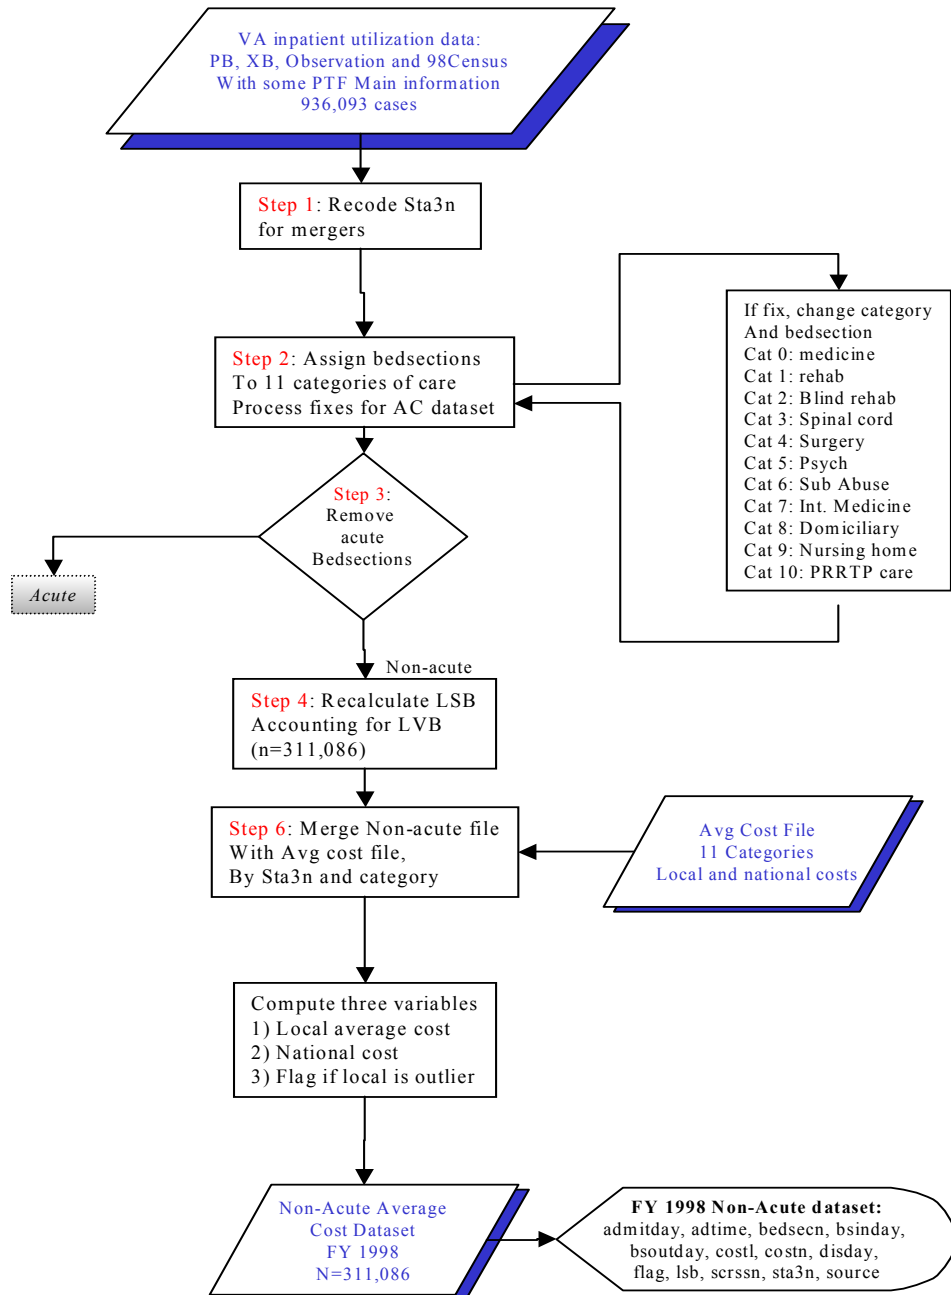 VA inpatient utilization data:
PB, XB, Observation and 98Census
With some PTF Main information
936,093 cases
Step 1: Recode Sta3n
for mergers
Step 2: Assign bedsections
To 11 categories of care
Process fixes for AC dataset
If fix, change category
And bedsection
Cat 0: medicine
Cat 1: rehab
Cat 2: Blind rehab
Cat 3: Spinal cord
Cat 4: Surgery
Cat 5: Psych
Cat 6: Sub Abuse
Cat 7: Int. Medicine
Cat 8: Domiciliary
Cat 9: Nursing home
Cat 10: PRRTP care
Step 3:
Remove
acute
Bedsections
Acute
Non-acute
Step 4: Recalculate LSB
Accounting for LVB
(n=311,086)
Step 6: Merge Non-acute file
With Avg cost file,
By Sta3n and category
Avg Cost File
11 Categories
Local and national costs
Compute three variables
1) Local average cost
2) National cost
3) Flag if local is outlier
Non-Acute Average
Cost Dataset
FY 1998
N=311,086
FY 1998 Non-Acute dataset:
admitday, adtime, bedsecn, bsinday,
bsoutday, costl, costn, disday,
flag, lsb, scrssn, sta3n, source